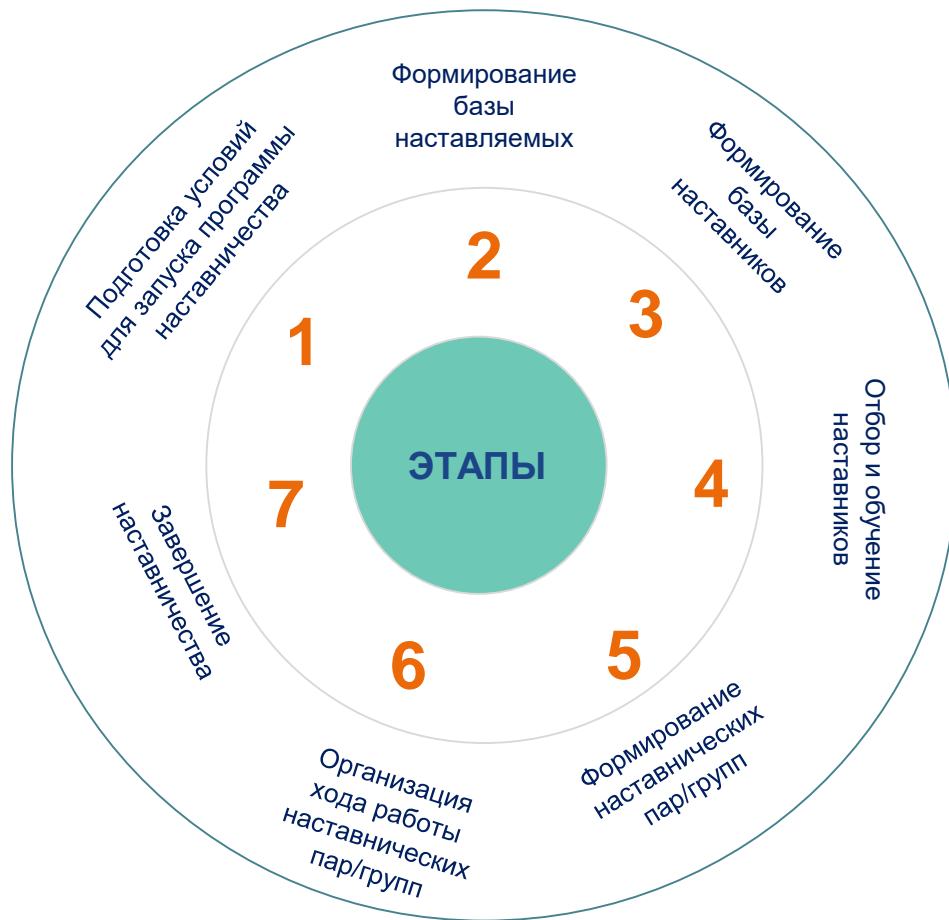 ЭТАПЫ
1
Подготовка условий
для запуска программы
наставничества
2
Формирование
базы
наставляемых
3
Формирование
базы
наставников
4
Отбор и обучение
наставников
5
Формирование
наставнических
пар/групп
6
Организация
хода работы
наставнических
пар/групп
7
Завершение
наставничества